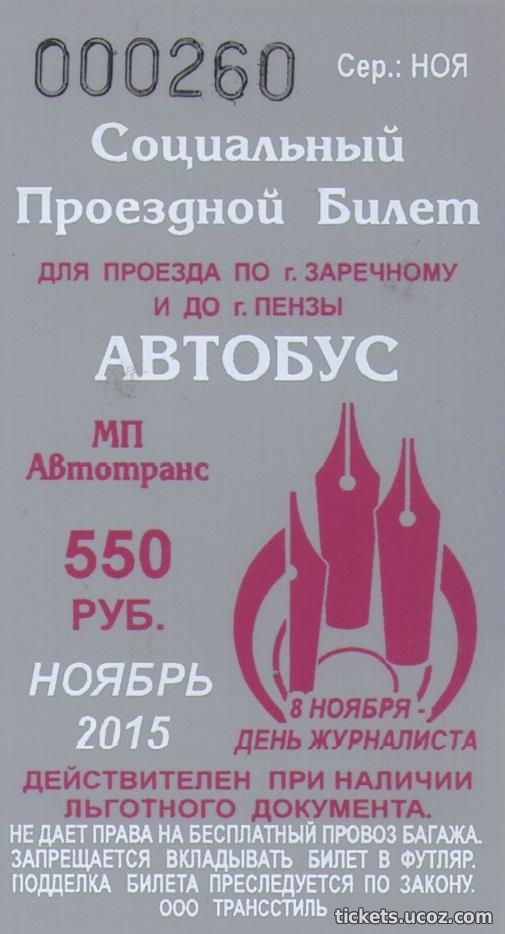 000260 Сер.: НОЯ
Социальный
Проездной Билет
ДЛЯ ПРОЕЗДА ПО г. ЗАРЕЧНОМУ
И ДО г. ПЕНЗЫ
АВТОБУС
МП
Автотранс
550
РУБ.
НОЯБРЬ
2015
8 НОЯБРЯ -
ДЕНЬ ЖУРНАЛИСТА
ДЕЙСТВИТЕЛЕН ПРИ НАЛИЧИИ
ЛЬГОТНОГО ДОКУМЕНТА.
НЕ ДАЕТ ПРАВА НА БЕСПЛАТНЫЙ ПРОВОЗ БАГАЖА.
ЗАПРЕЩАЕТСЯ ВКЛАДЫВАТЬ БИЛЕТ В ФУТЛЯР.
ПОДДЕЛКА БИЛЕТА ПРЕСЛЕДУЕТСЯ ПО ЗАКОНУ.
ООО ТРАНССТИЛЬ
tickets.ucoz.com